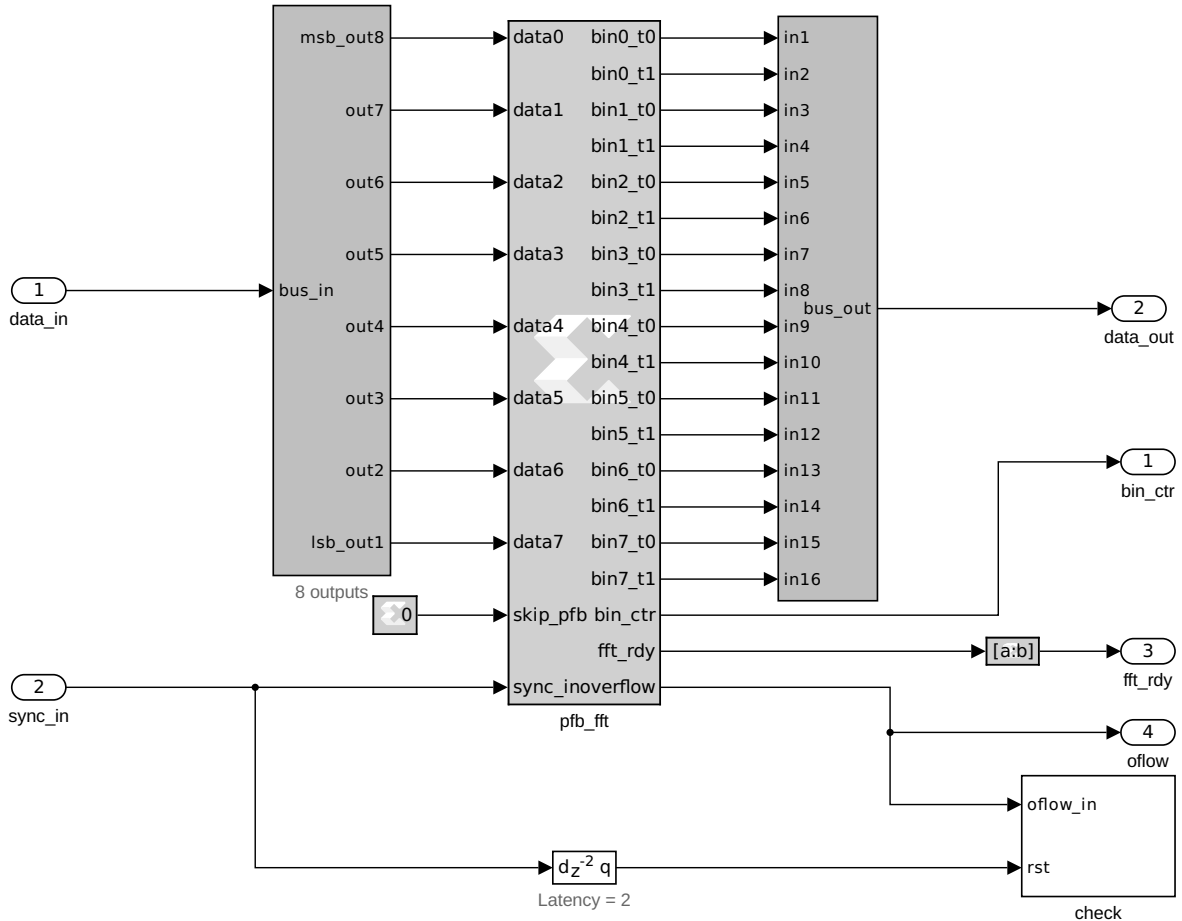 msb_out8
out7
out6
out5
bus_in
out4
out3
out2
lsb_out1
8 outputs
1
data_in
0
2
sync_in
data0 bin0_t0
bin0_t1
data1 bin1_t0
bin1_t1
data2 bin2_t0
bin2_t1
data3 bin3_t0
bin3_t1
data4 bin4_t0
bin4_t1
data5 bin5_t0
bin5_t1
data6 bin6_t0
bin6_t1
data7 bin7_t0
bin7_t1
skip_pfb bin_ctr
fft_rdy
sync_inoverflow
pfb_fft
in1
in2
in3
in4
in5
in6
in7
in8
bus_out
in9
in10
in11
in12
in13
in14
in15
in16
2
data_out
1
bin_ctr
[a:b]
3
fft_rdy
4
oflow
oflow_in
rst
check
d z-2 q
Latency = 2